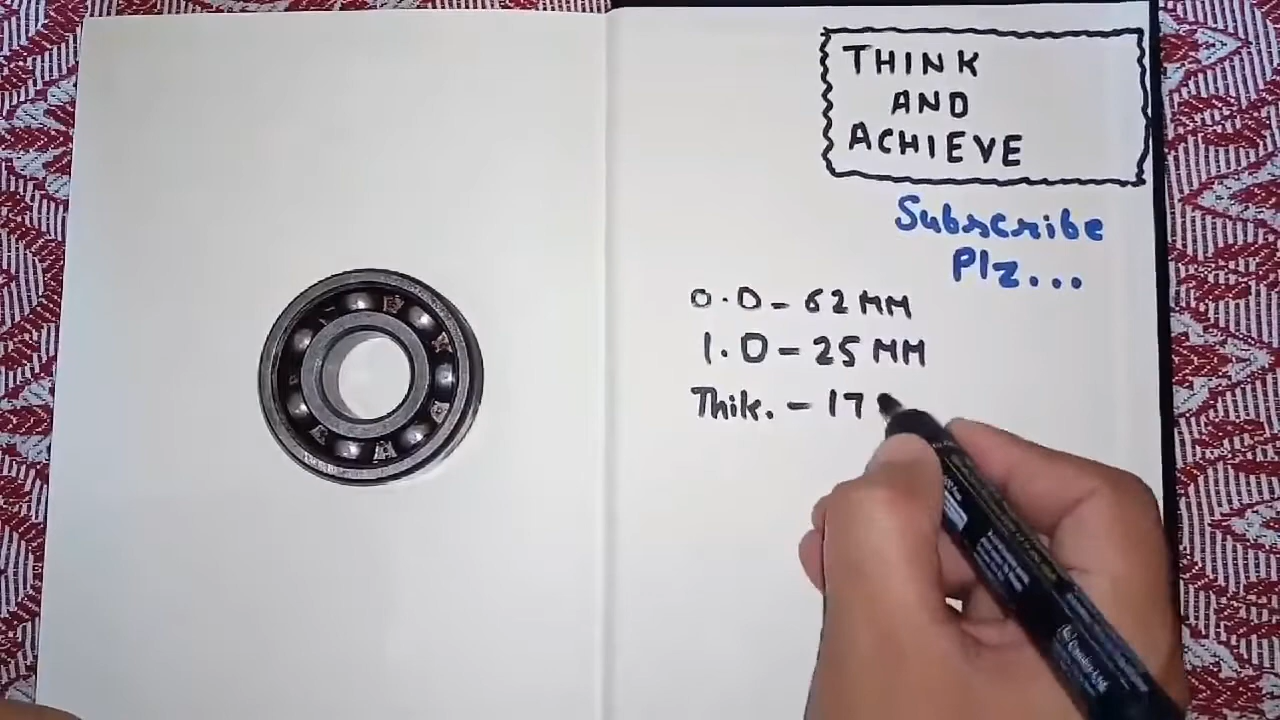 THINK
AND
ACHIEVE
Subscribe
Plz...
O.D - 62 MM
I.D - 25 MM
Thik. - 17